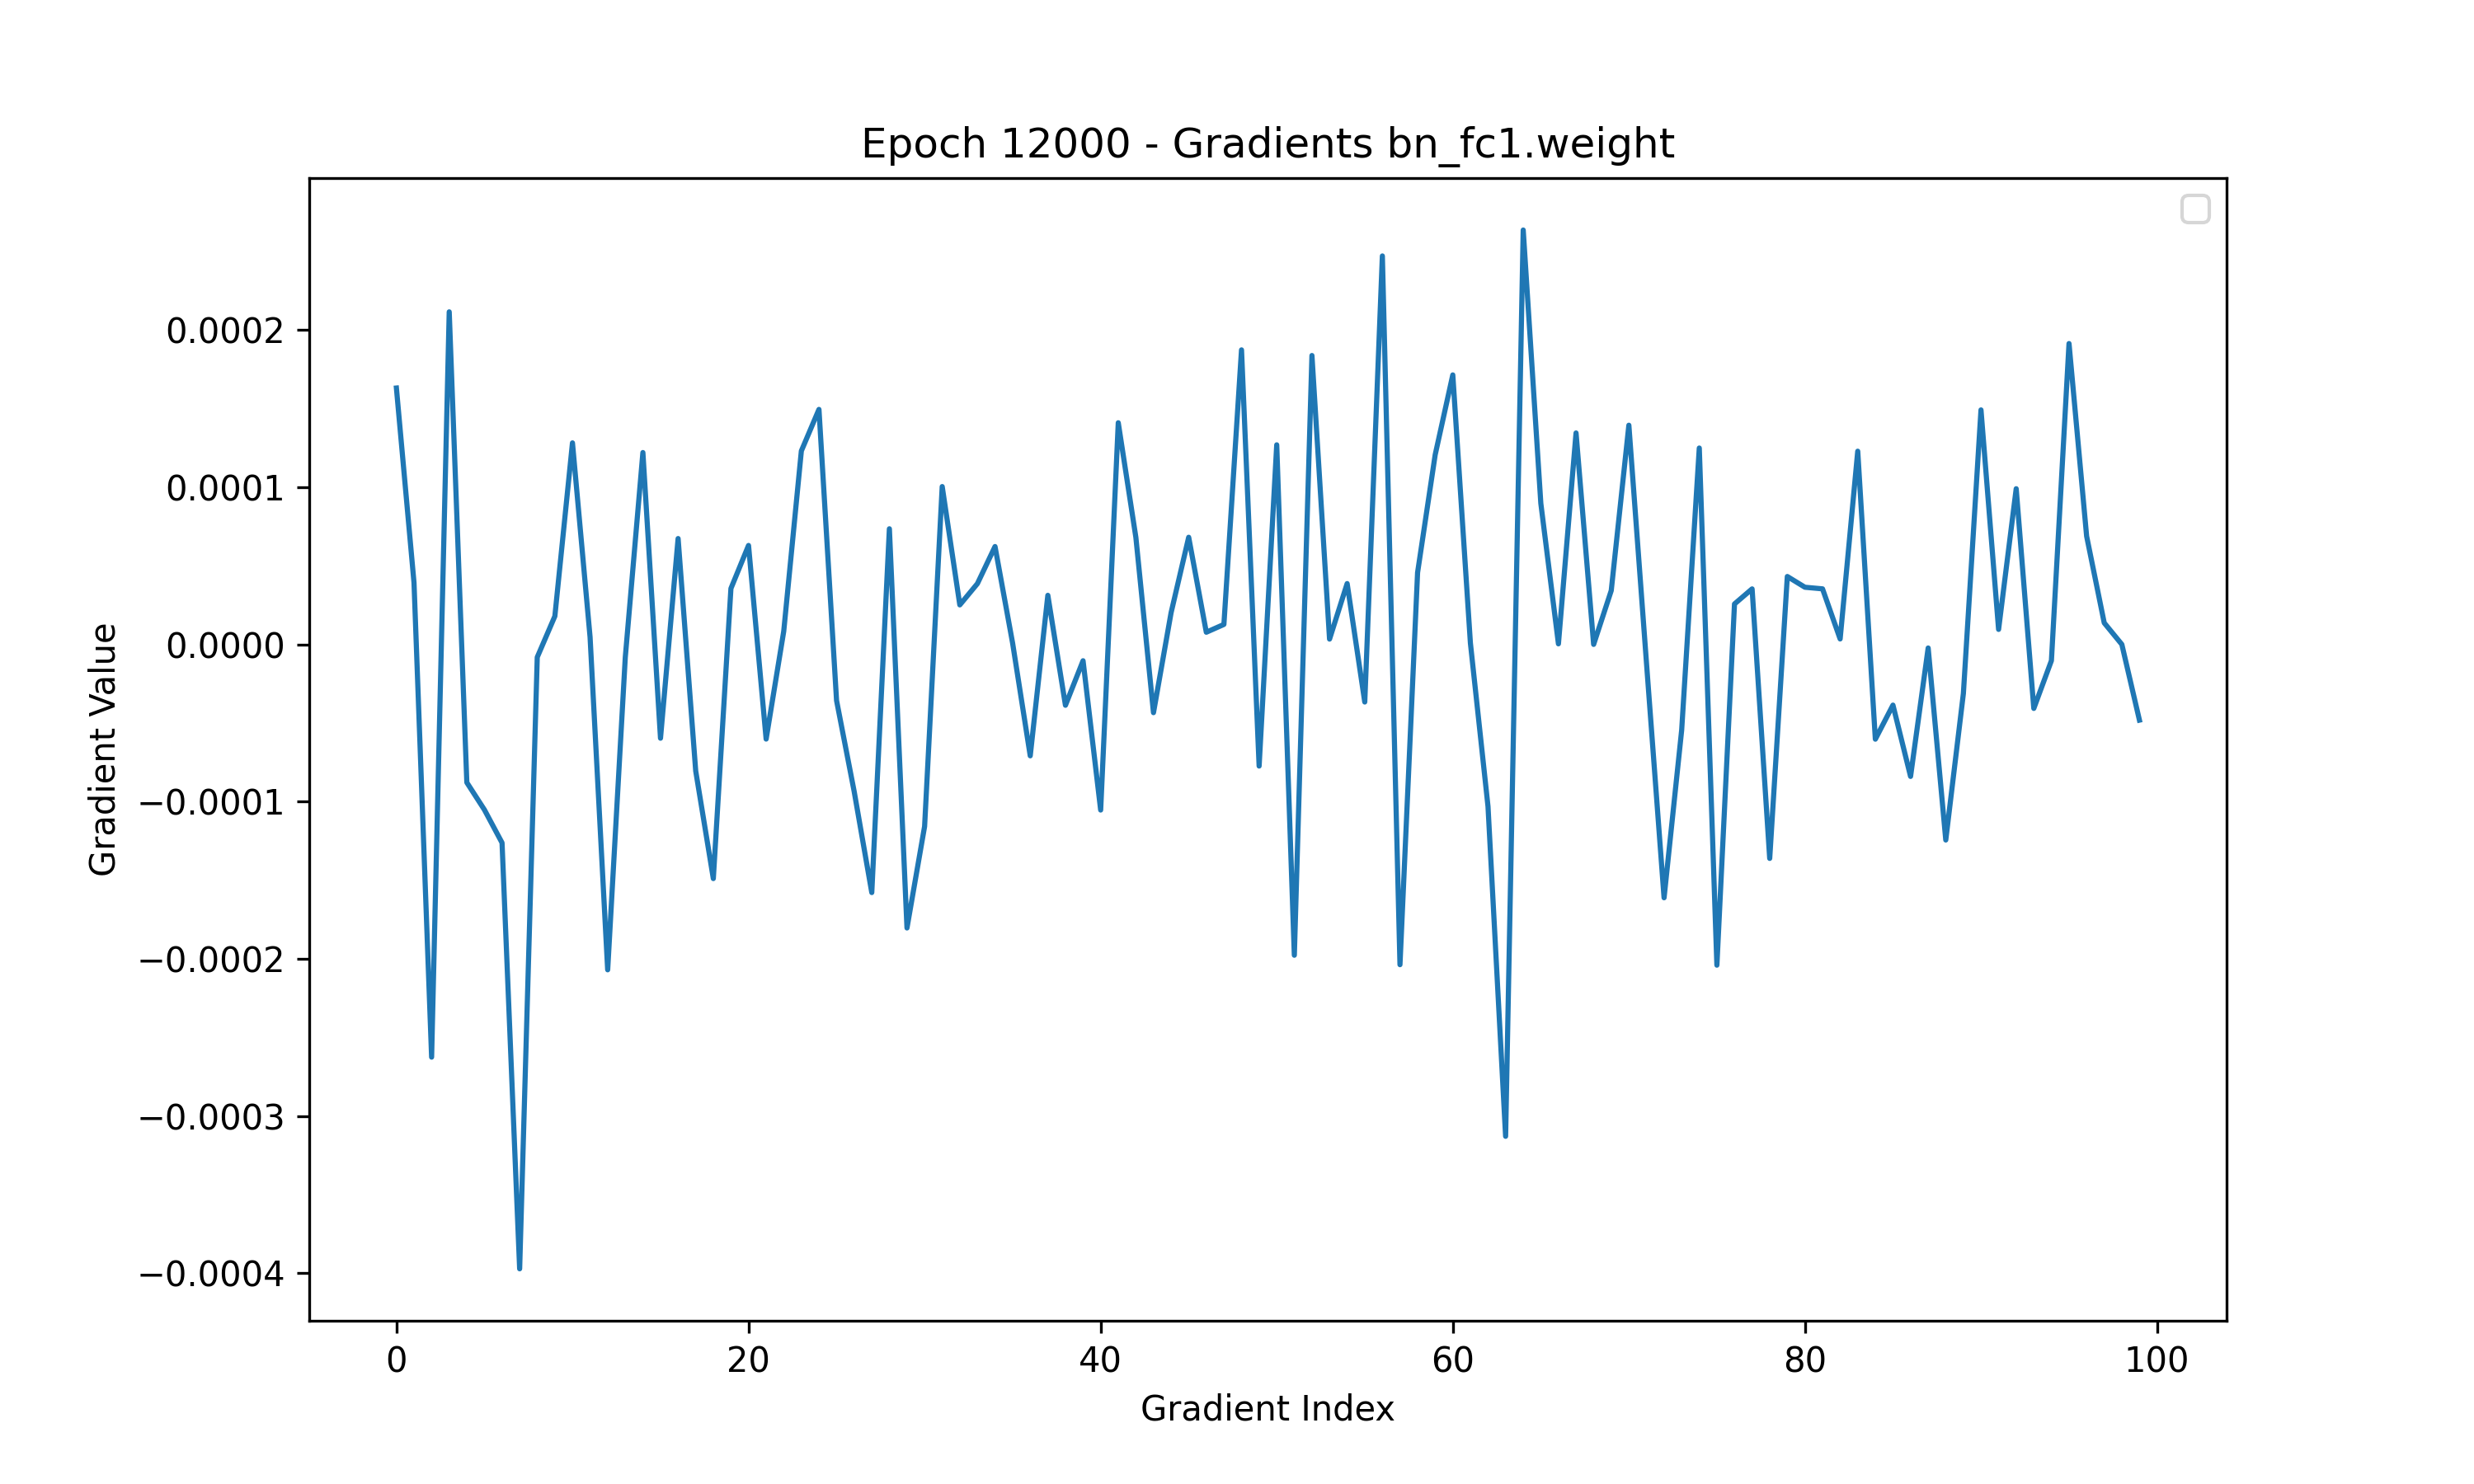 Epoch 12000 - Gradients bn_fc1.weight
Gradient Value
0.0002
0.0001
0.0000
−0.0001
−0.0002
−0.0003
−0.0004
0 20 40 60 80 100
Gradient Index